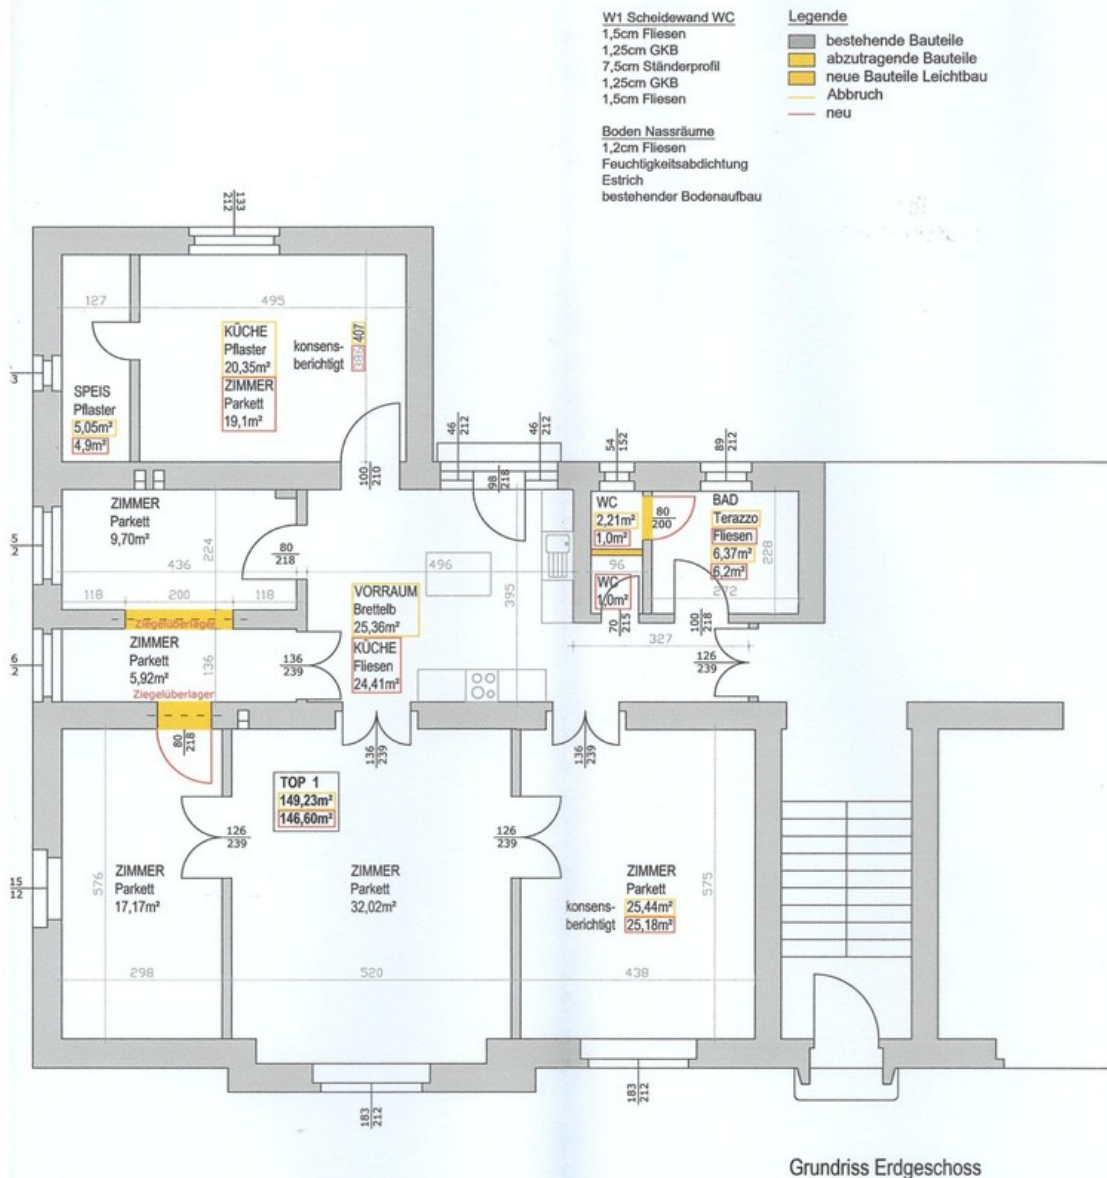 W1 Scheidewand WC
1,5cm Fliesen
1,25cm GKB
7,5cm Ständerprofil
1,25cm GKB
1,5cm Fliesen
Boden Nassräume
1,2cm Fliesen
Feuchtigkeitsabdichtung
Estrich
bestehender Bodenaufbau
Legende
bestehende Bauteile
abzutragende Bauteile
neue Bauteile Leichtbau
Abbruch
neu
133
212
127
495
KÜCHE
Pflaster
20,35m²
ZIMMER
Parkett
19,1m²
konsens-
berichtigt
407
3
SPEIS
Pflaster
5,05m²
4,9m²
100
210
46
212
46
212
98
218
54
152
89
212
ZIMMER
Parkett
9,70m²
224
436
118
200
118
80
218
5
2
Ziegelüberlager
ZIMMER
Parkett
5,92m²
136
136
239
6
2
Ziegelüberlager
80
218
496
395
VORRAUM
Brettelb
25,36m²
KÜCHE
Fliesen
24,41m²
WC
2,21m²
1,0m²
96
WC
1,0m²
70
215
80
200
BAD
Terazzo
Fliesen
6,37m²
6,2m²
228
272
100
218
327
126
239
136
239
136
239
TOP 1
149,23m²
146,60m²
126
239
126
239
15
12
576
ZIMMER
Parkett
17,17m²
ZIMMER
Parkett
32,02m²
ZIMMER
Parkett
konsens-
berichtigt
25,44m²
25,18m²
575
298
520
438
183
212
183
212
Grundriss Erdgeschoss